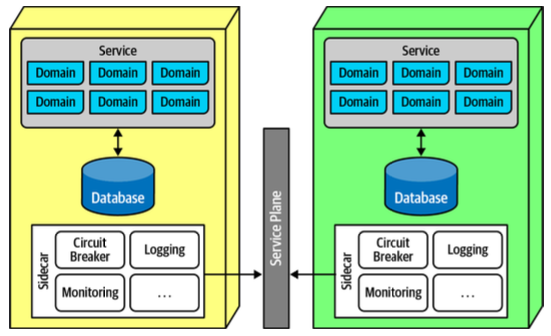 Service
Domain Domain Domain
Domain Domain Domain
Database
Sidecar
Circuit
Breaker
Logging
Monitoring
...
Service Plane
Service
Domain Domain Domain
Domain Domain Domain
Database
Sidecar
Circuit
Breaker
Logging
Monitoring
...